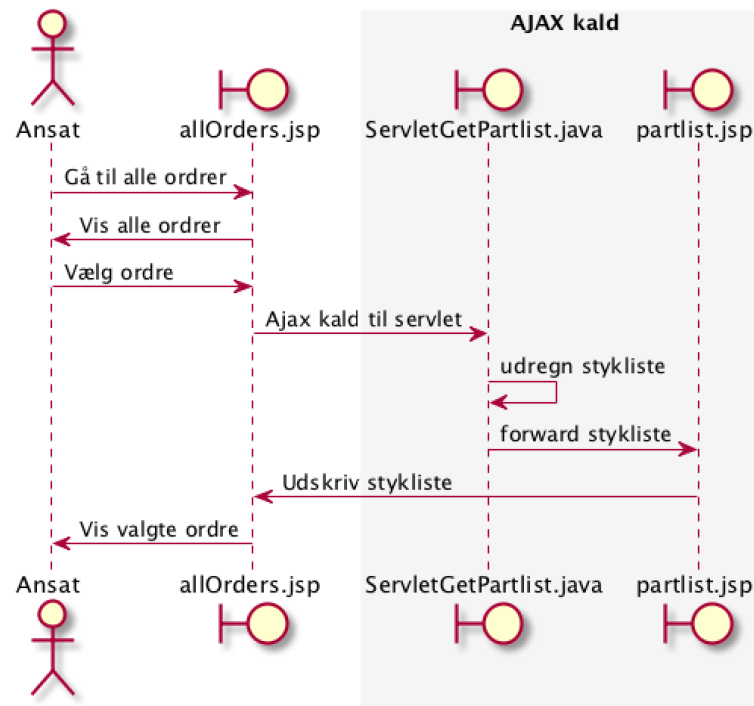 AJAX kald
Ansat allOrders.jsp ServletGetPartlist.java partlist.jsp
Gå til alle ordrer
Vis alle ordrer
Vælg ordre
Ajax kald til servlet
udregn stykliste
forward stykliste
Udskriv stykliste
Vis valgte ordre
Ansat allOrders.jsp ServletGetPartlist.java partlist.jsp